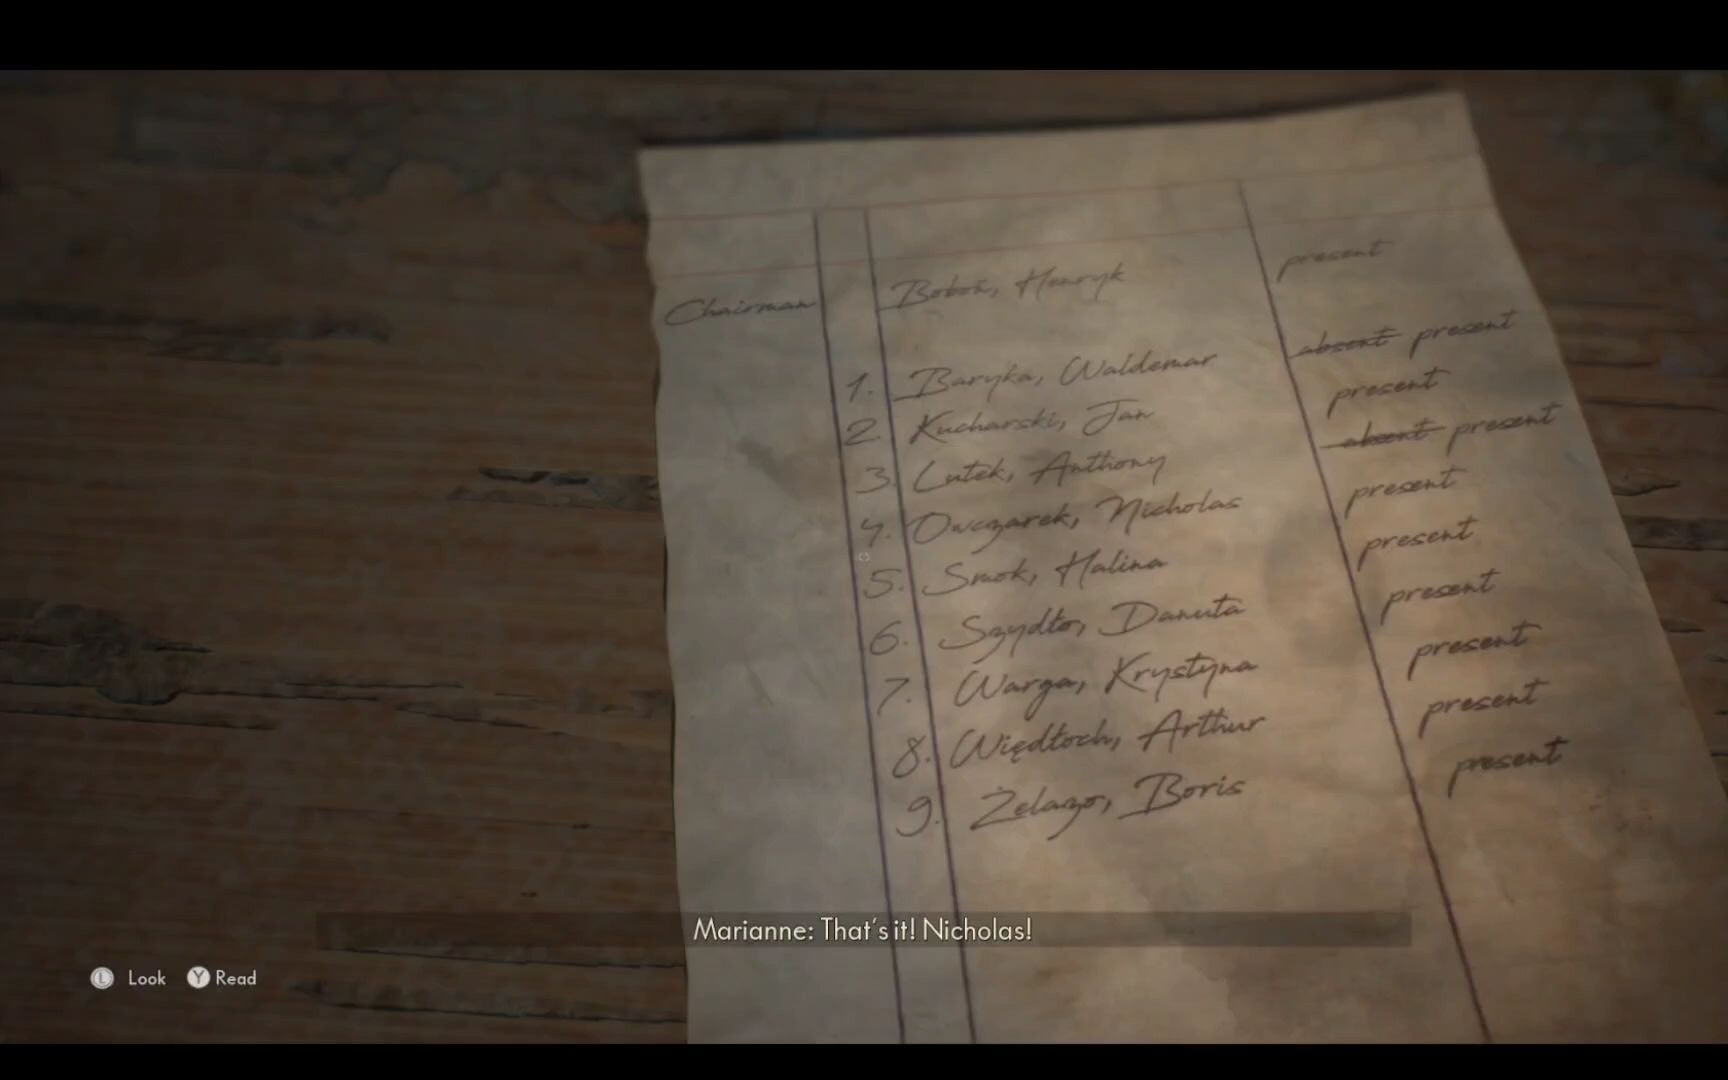 Chairman Boboń, Henryk present
1. Baryka, Waldemar absent present
2. Kucharski, Jan present
3. Lutek, Anthony absent present
4. Owczarek, Nicholas present
5. Smok, Halina present
6. Szydło, Danuta present
7. Warga, Krystyna present
8. Więdłoch, Arthur present
9. Żelazo, Boris present
Marianne: That's it! Nicholas!
L Look Y Read